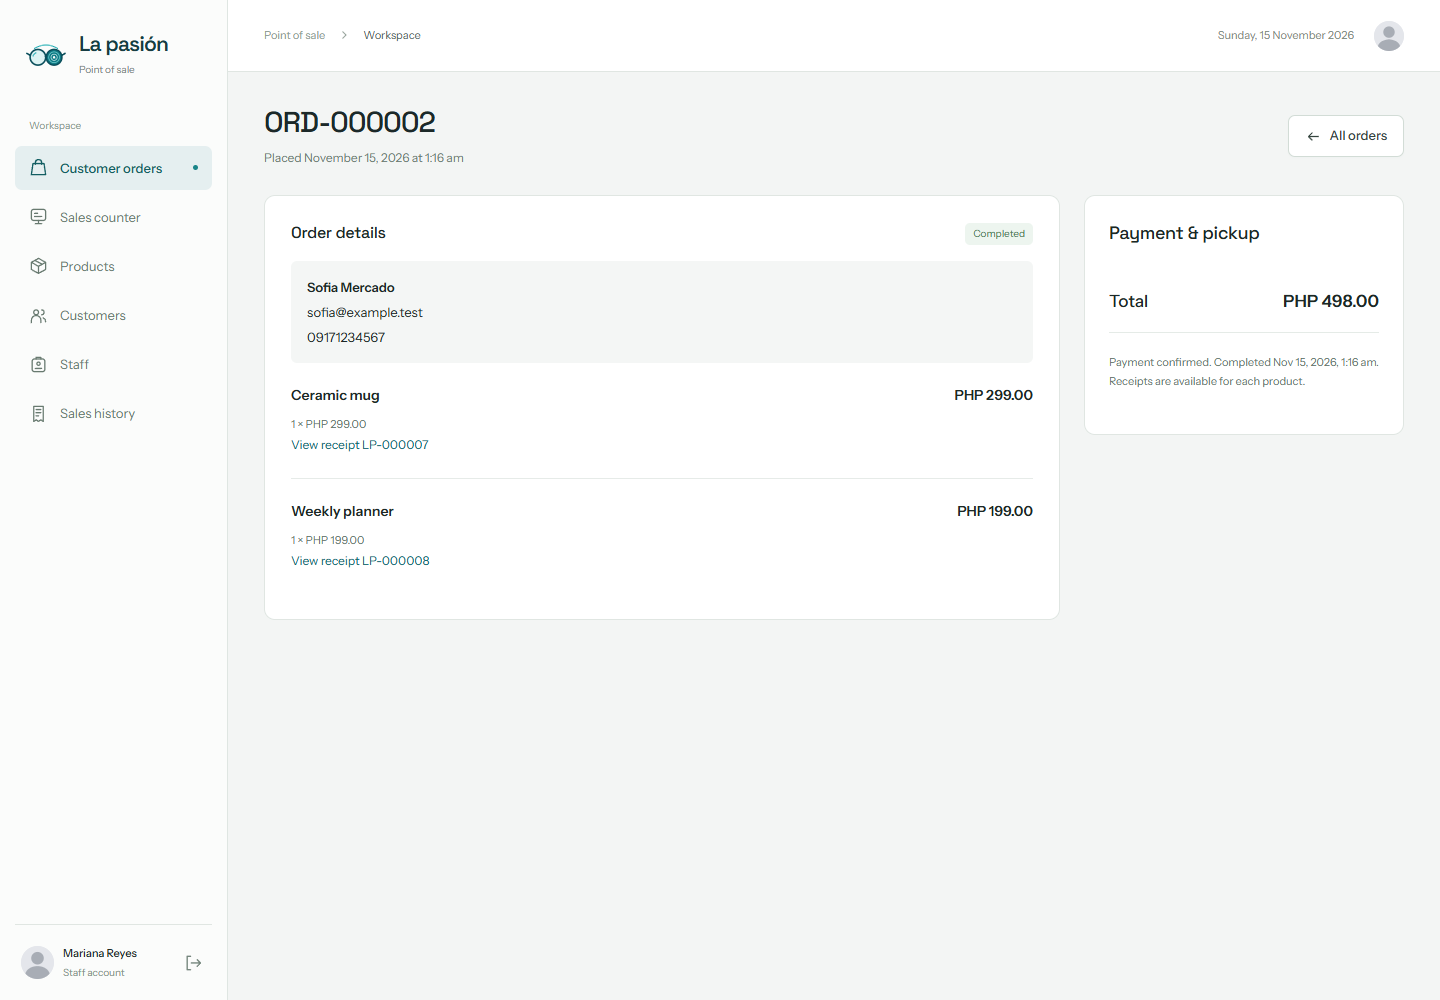 La pasión
Point of sale
Workspace
Customer orders
Sales counter
Products
Customers
Staff
Sales history
Mariana Reyes
Staff account
Point of sale
Workspace
Sunday, 15 November 2026
ORD-000002
Placed November 15, 2026 at 1:16 am
All orders
Order details
Completed
Sofia Mercado
sofia@example.test
09171234567
Ceramic mug
PHP 299.00
1 × PHP 299.00
View receipt LP-000007
Weekly planner
PHP 199.00
1 × PHP 199.00
View receipt LP-000008
Payment & pickup
Total
PHP 498.00
Payment confirmed. Completed Nov 15, 2026, 1:16 am.
Receipts are available for each product.